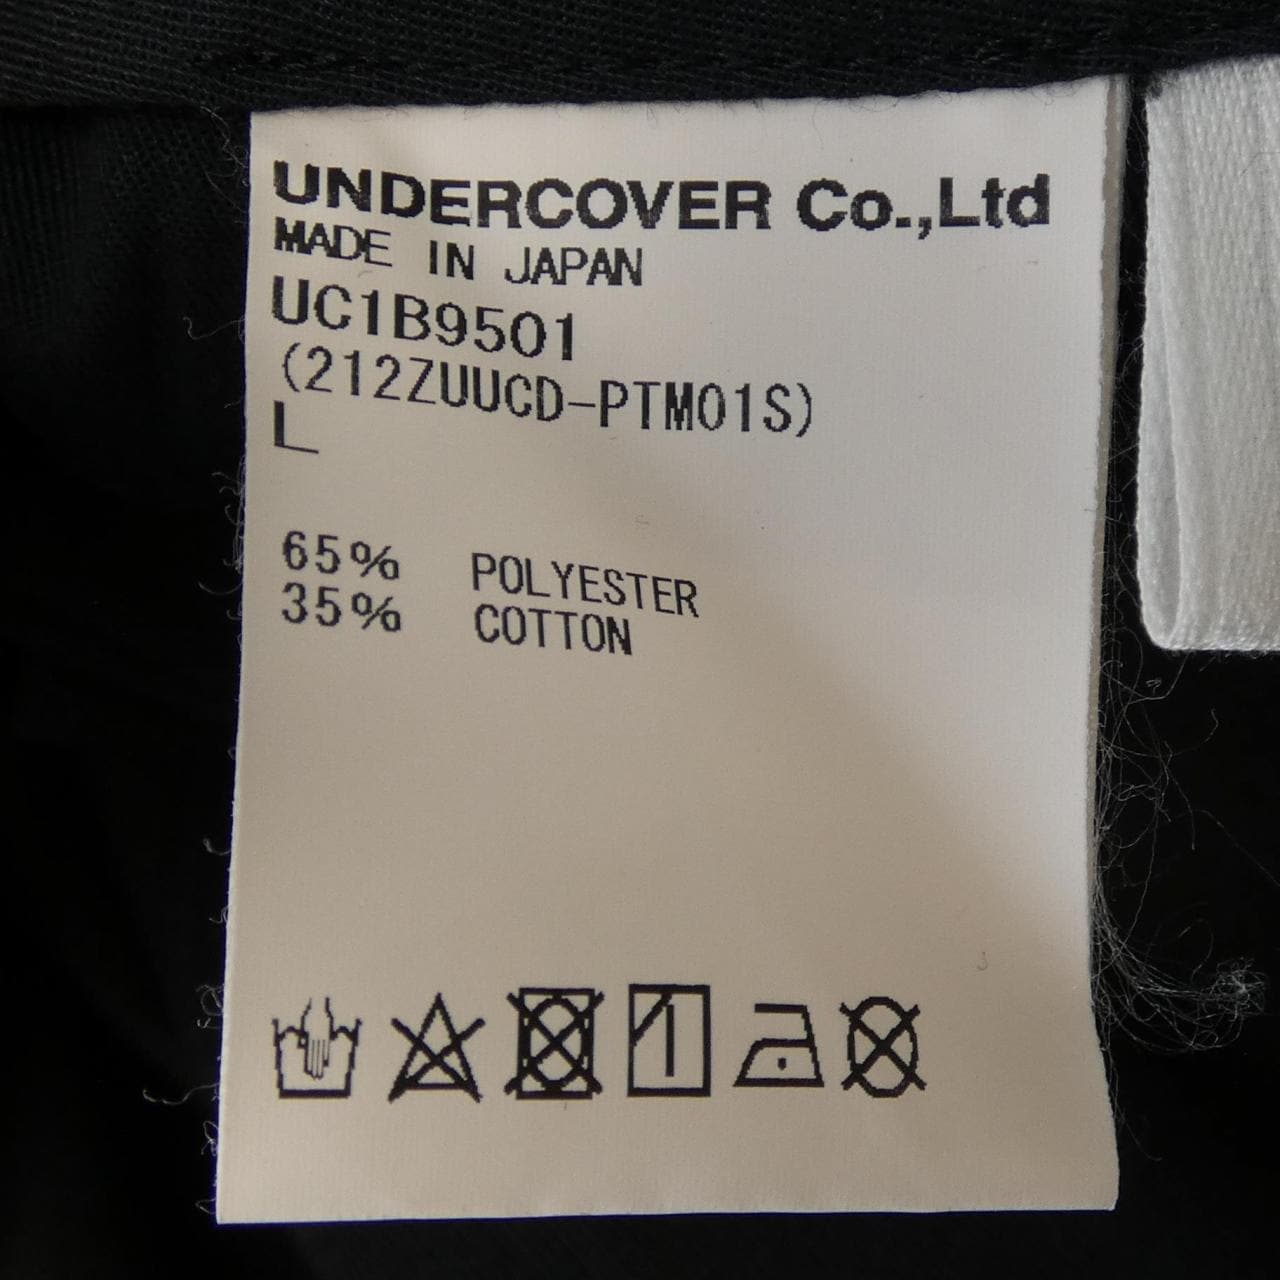 UNDERCOVER Co.,Ltd
MADE IN JAPAN
UC1B9501
(212ZUUCD-PTM01S)
L
65% POLYESTER
35% COTTON